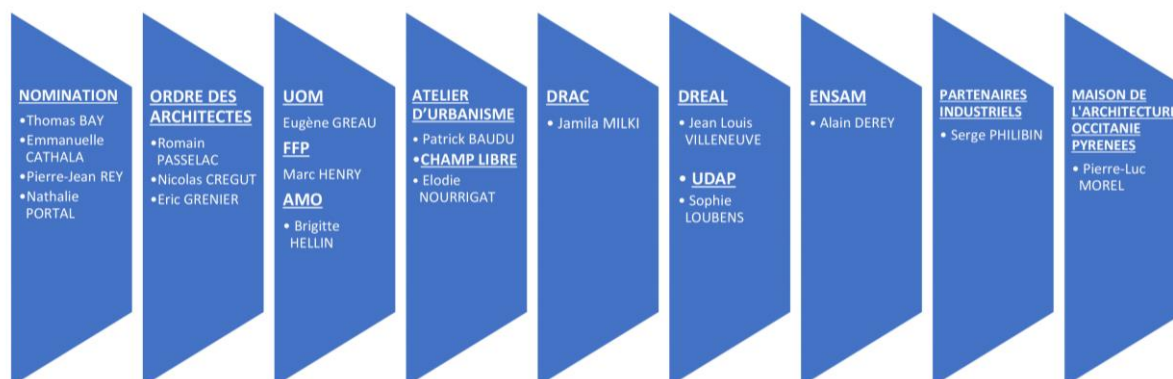 NOMINATION
•Thomas BAY
•Emmanuelle
CATHALA
•Pierre-Jean REY
•Nathalie
PORTAL
ORDRE DES
ARCHITECTES
•Romain
PASSELAC
•Nicolas CREGUT
•Eric GRENIER
UOM
Eugène GREAU
FFP
Marc HENRY
AMO
• Brigitte
HELLIN
ATELIER
D'URBANISME
• Patrick BAUDU
•CHAMP LIBRE
• Elodie
NOURRIGAT
DRAC
• Jamila MILKI
DREAL
• Jean Louis
VILLENEUVE
• UDAP
• Sophie
LOUBENS
ENSAM
• Alain DEREY
PARTENAIRES
INDUSTRIELS
• Serge PHILIBIN
MAISON DE
L'ARCHITECTURE
OCCITANIE
PYRENEES
• Pierre-Luc
MOREL